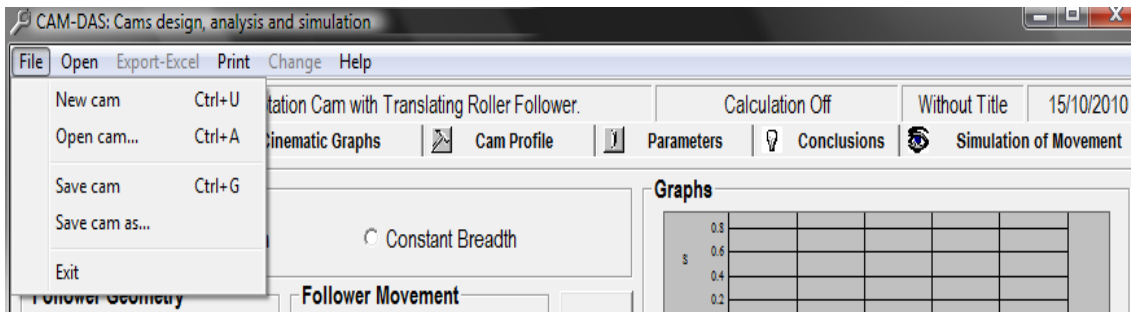 CAM-DAS: Cams design, analysis and simulation
File Open Export-Excel Print Change Help
New cam Ctrl+U
Open cam... Ctrl+A
Save cam Ctrl+G
Save cam as...
Exit
Cam with Translating Roller Follower. Calculation Off Without Title 15/10/2010
Graphs Cam Profile Parameters Conclusions Simulation of Movement
Constant Breadth
Graphs
s
0.8
0.6
0.4
0.2
Follower Geometry Follower Movement